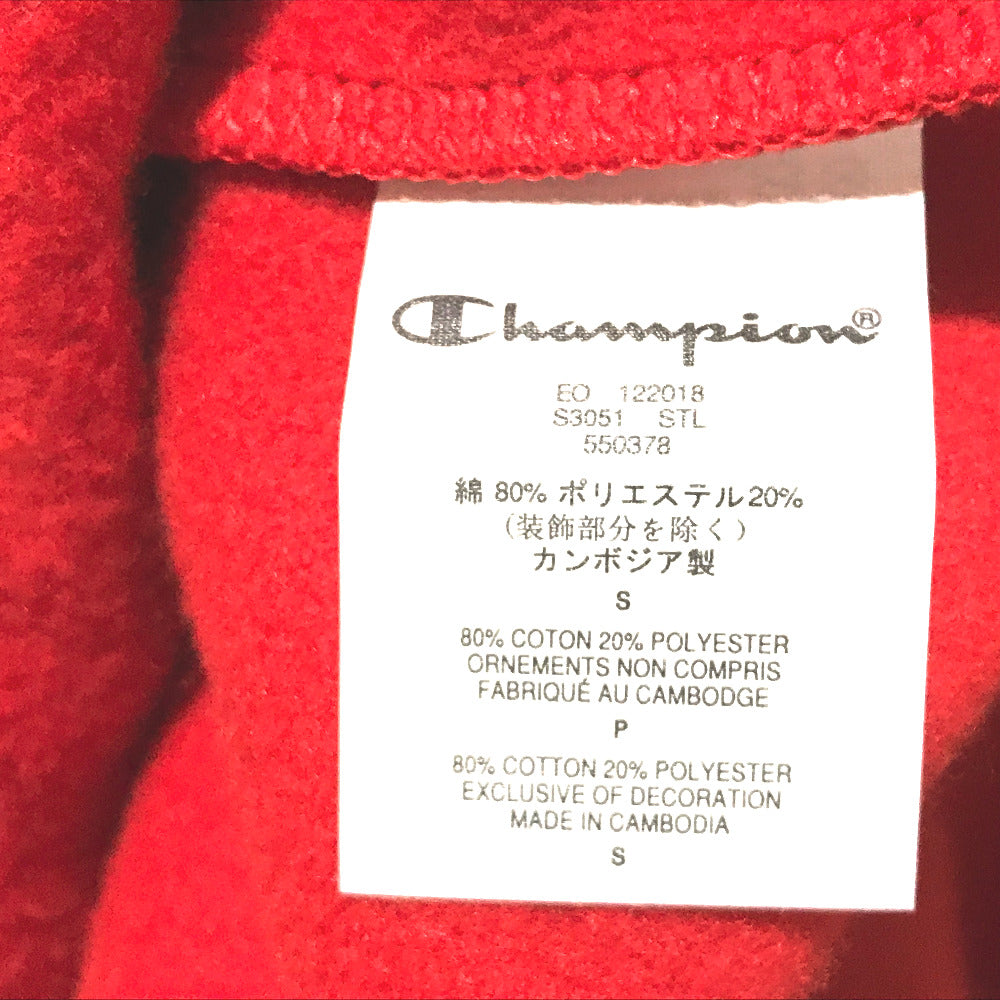 Champion®
EO 122018
S3051 STL
550378
綿 80% ポリエステル20%
(装飾部分を除く)
カンボジア製
S
80% COTON 20% POLYESTER
ORNEMENTS NON COMPRIS
FABRIQUÉ AU CAMBODGE
P
80% COTTON 20% POLYESTER
EXCLUSIVE OF DECORATION
MADE IN CAMBODIA
S